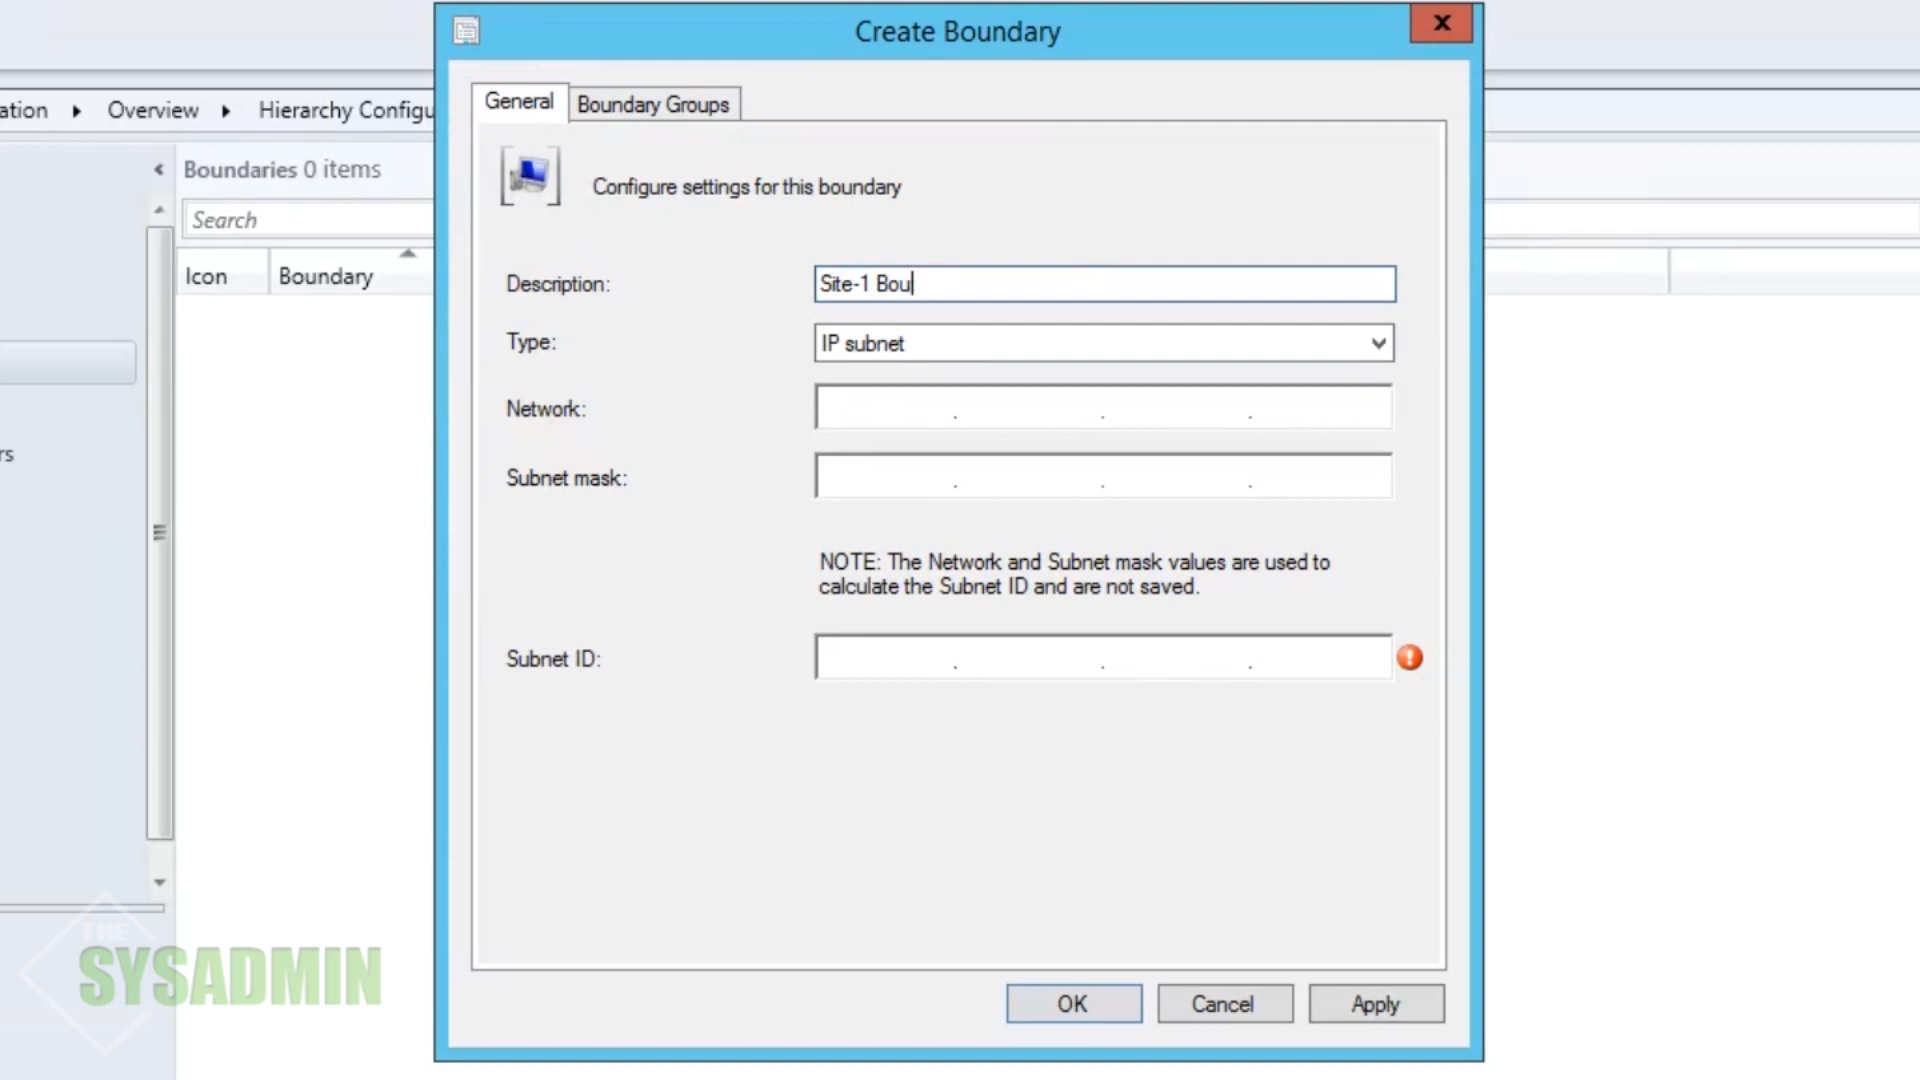 Create Boundary
X
ation ▸ Overview ▸ Hierarchy Configu
General
Boundary Groups
Boundaries 0 items
Configure settings for this boundary
Search
Icon
Boundary
Description:
Site-1 Bou
Type:
IP subnet
Network:
. . .
rs
Subnet mask:
. . .
NOTE: The Network and Subnet mask values are used to
calculate the Subnet ID and are not saved.
Subnet ID:
. . .
!
THE
SYSADMIN
OK
Cancel
Apply